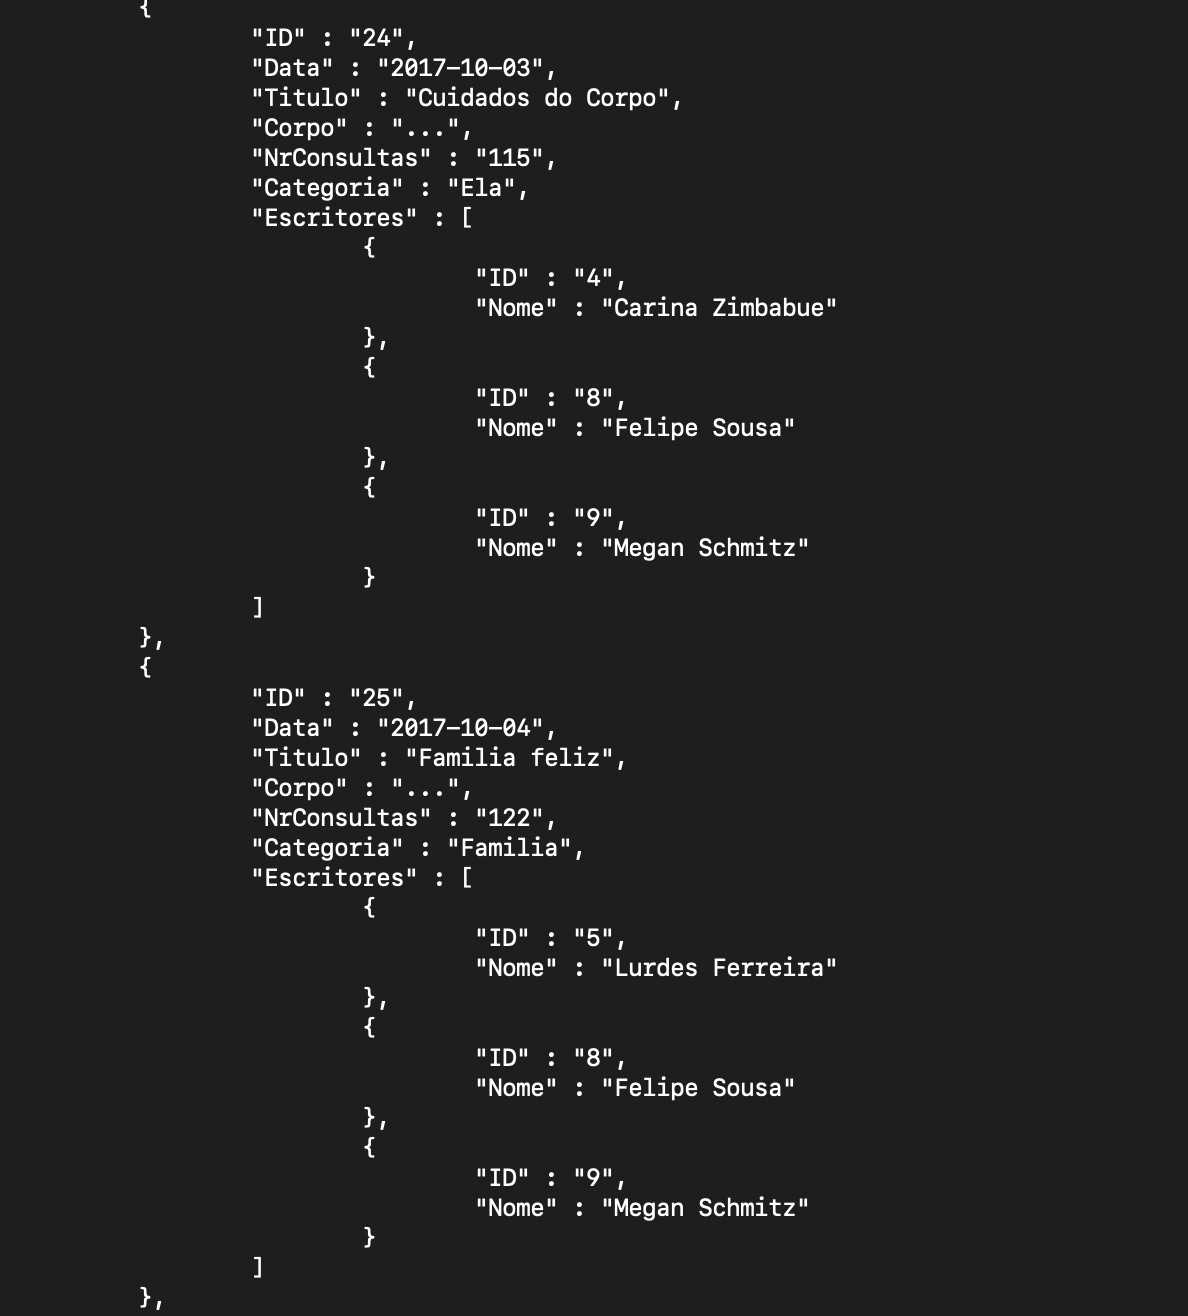 {
"ID" : "24",
"Data" : "2017-10-03",
"Titulo" : "Cuidados do Corpo",
"Corpo" : "...",
"NrConsultas" : "115",
"Categoria" : "Ela",
"Escritores" : [
{
"ID" : "4",
"Nome" : "Carina Zimbabue"
},
{
"ID" : "8",
"Nome" : "Felipe Sousa"
},
{
"ID" : "9",
"Nome" : "Megan Schmitz"
}
]
},
{
"ID" : "25",
"Data" : "2017-10-04",
"Titulo" : "Familia feliz",
"Corpo" : "...",
"NrConsultas" : "122",
"Categoria" : "Familia",
"Escritores" : [
{
"ID" : "5",
"Nome" : "Lurdes Ferreira"
},
{
"ID" : "8",
"Nome" : "Felipe Sousa"
},
{
"ID" : "9",
"Nome" : "Megan Schmitz"
}
]
},